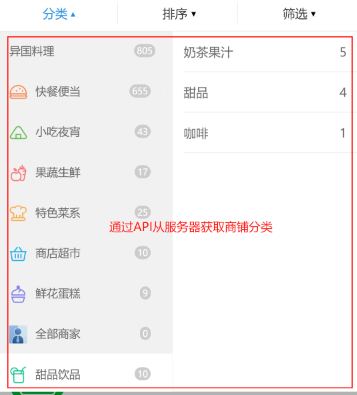 分类▲ 排序▼ 筛选▼
异国料理 805
快餐便当 655
小吃夜宵 43
果蔬生鲜 17
特色菜系 25
商店超市 10
鲜花蛋糕 9
全部商家 0
甜品饮品 10
奶茶果汁 5
甜品 4
咖啡 1
通过API从服务器获取商铺分类